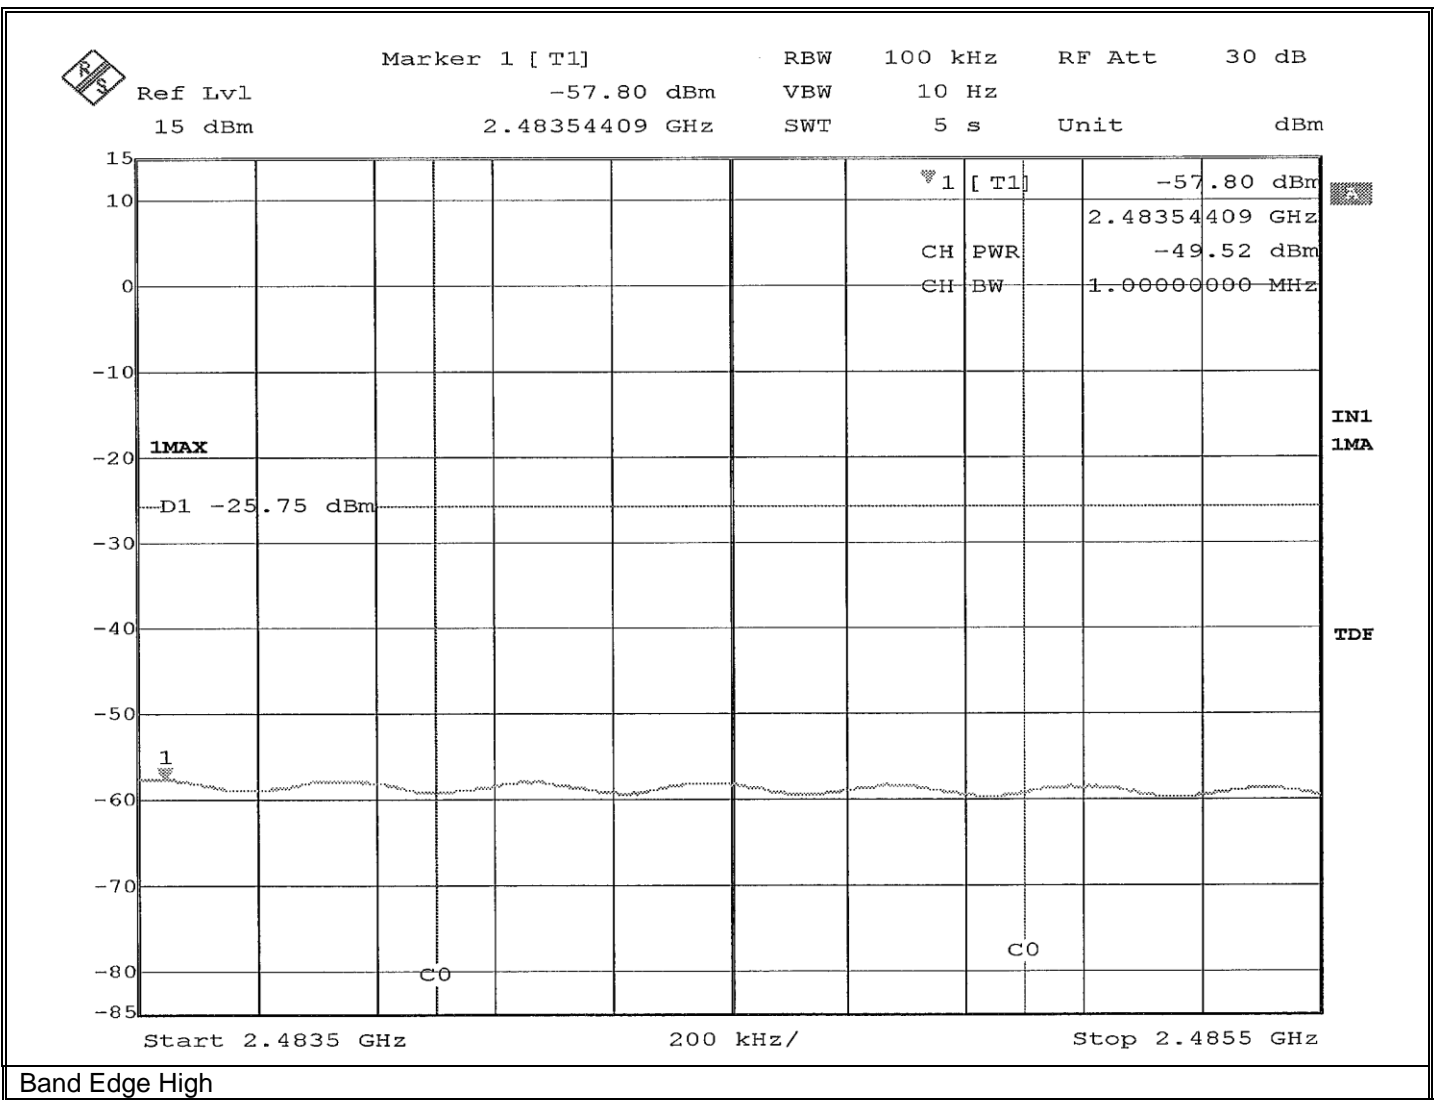 R S
Marker 1 [ T1] RBW 100 kHz RF Att 30 dB
Ref Lvl -57.80 dBm VBW 10 Hz
15 dBm 2.48354409 GHz SWT 5 s Unit dBm
15
1 [ T1] -57.80 dBm
A
10
2.48354409 GHz
CH PWR -49.52 dBm
0
CH BW 1.00000000 MHz
-10
IN1
1MAX
1MA
-20
D1 -25.75 dBm
-30
-40
TDF
-50
1
-60
-70
C0
-80
C0
-85
Start 2.4835 GHz 200 kHz/ Stop 2.4855 GHz
Band Edge High